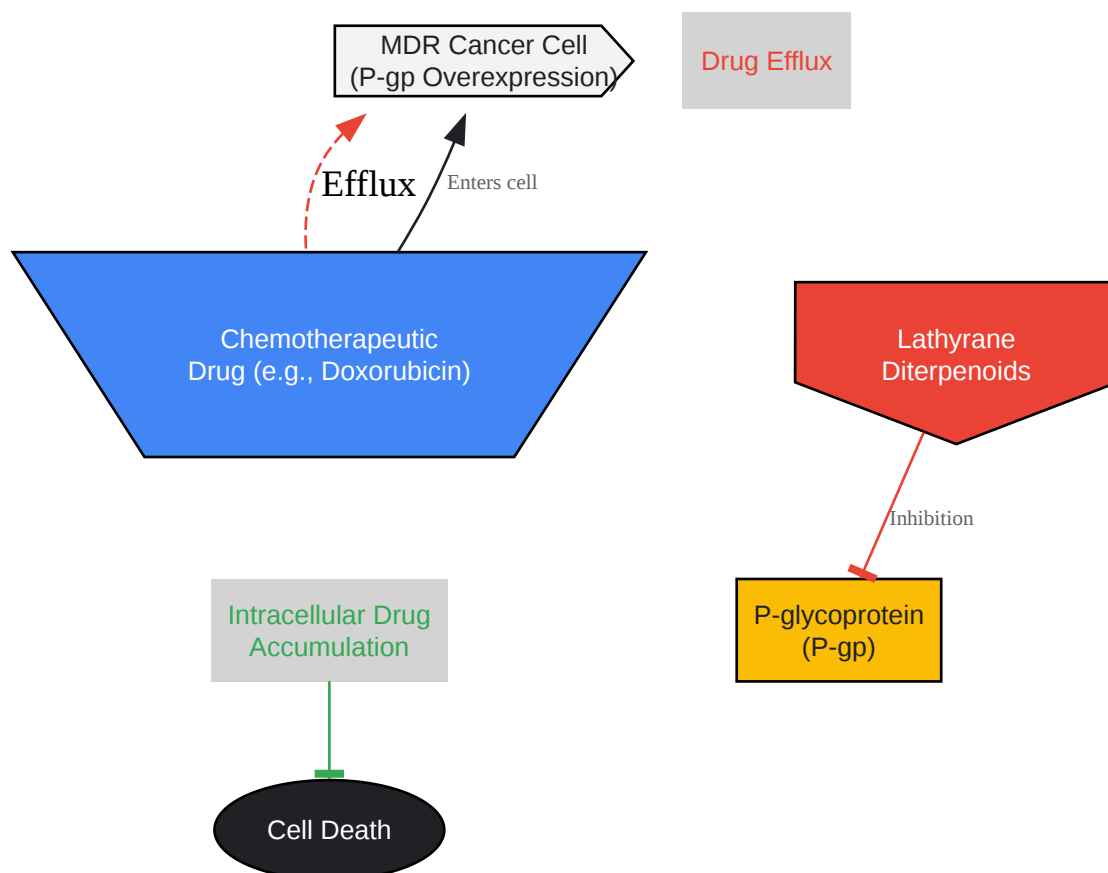 MDR Cancer Cell
(P-gp Overexpression)
Drug Efflux
Efflux
Enters cell
Chemotherapeutic
Drug (e.g., Doxorubicin)
Lathyrane
Diterpenoids
Inhibition
Intracellular Drug
Accumulation
P-glycoprotein
(P-gp)
Cell Death